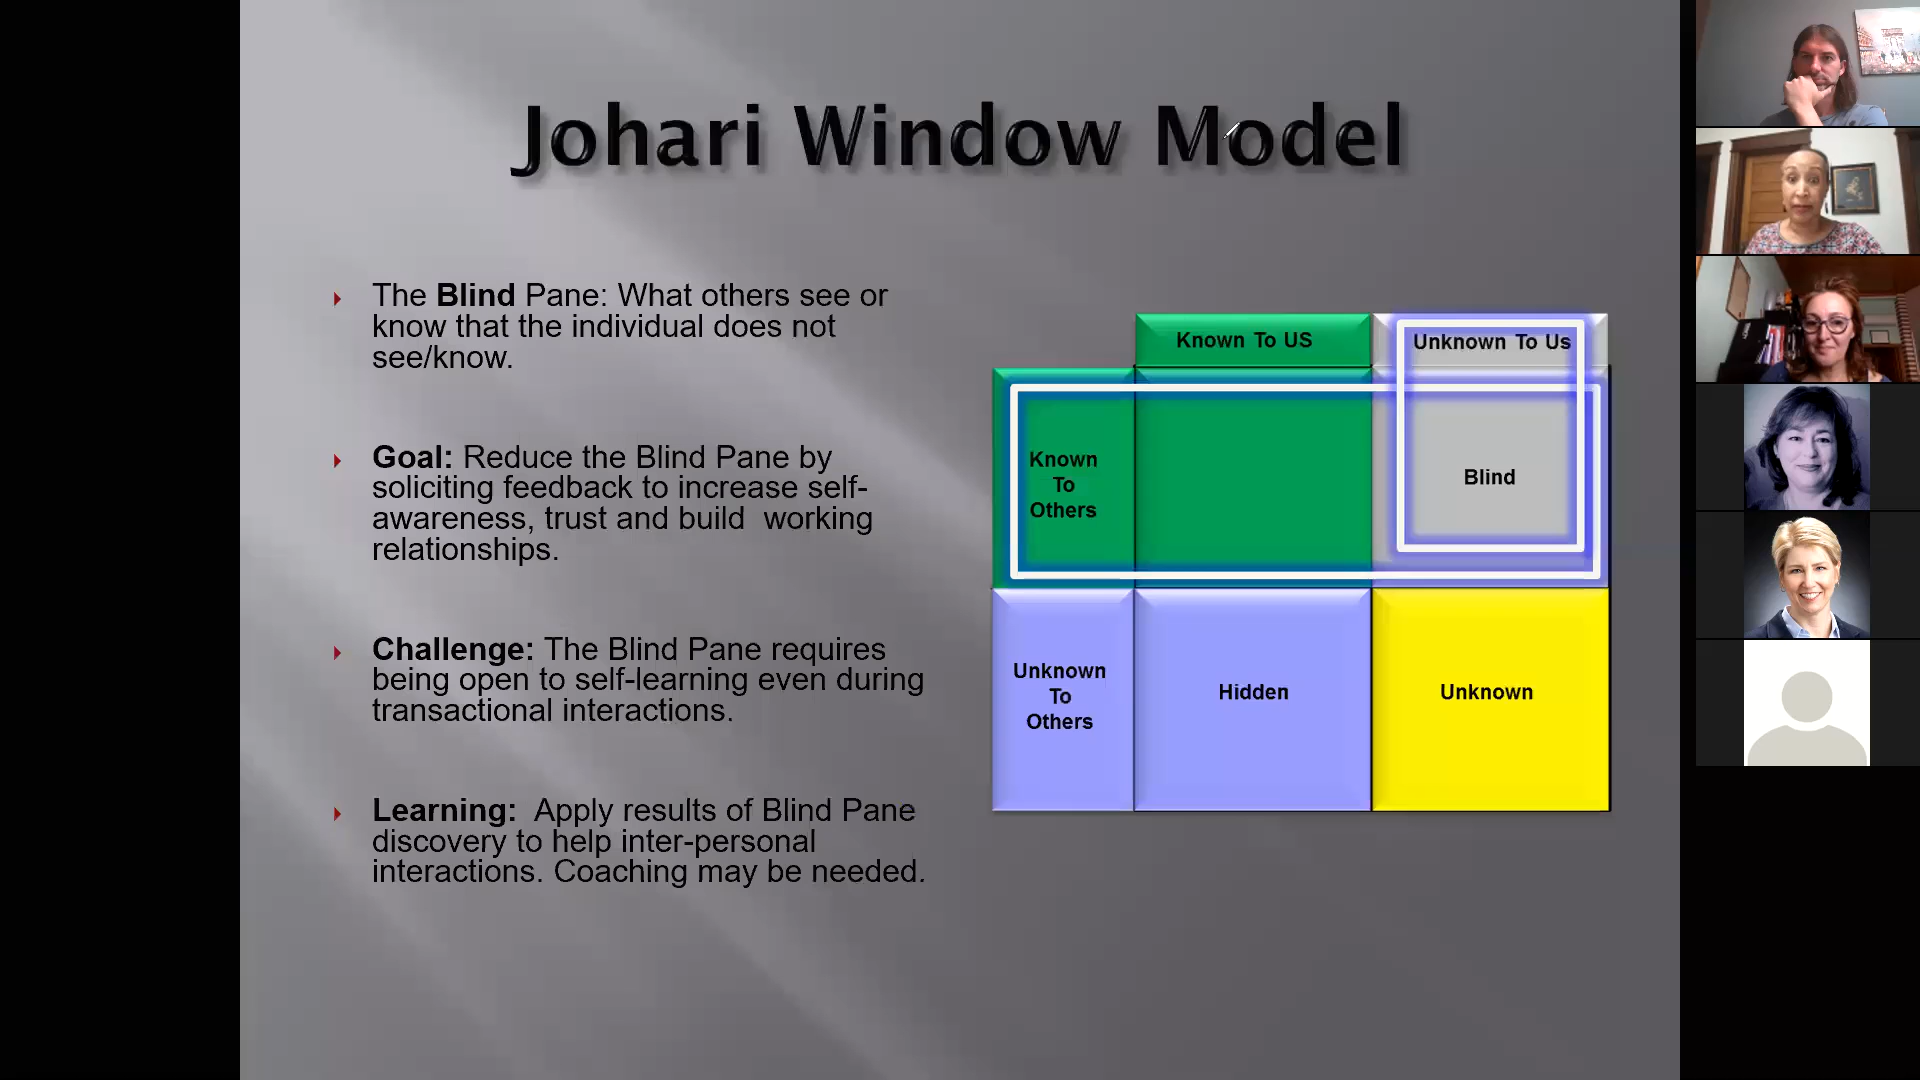 Johari Window Model
The Blind Pane: What others see or
know that the individual does not
see/know.
Goal: Reduce the Blind Pane by
soliciting feedback to increase self-
awareness, trust and build  working
relationships.
Challenge: The Blind Pane requires
being open to self-learning even during
transactional interactions.
Learning:  Apply results of Blind Pane
discovery to help inter-personal
interactions. Coaching may be needed.
Known To US
Unknown To Us
Known
To
Others
Blind
Unknown
To
Others
Hidden
Unknown